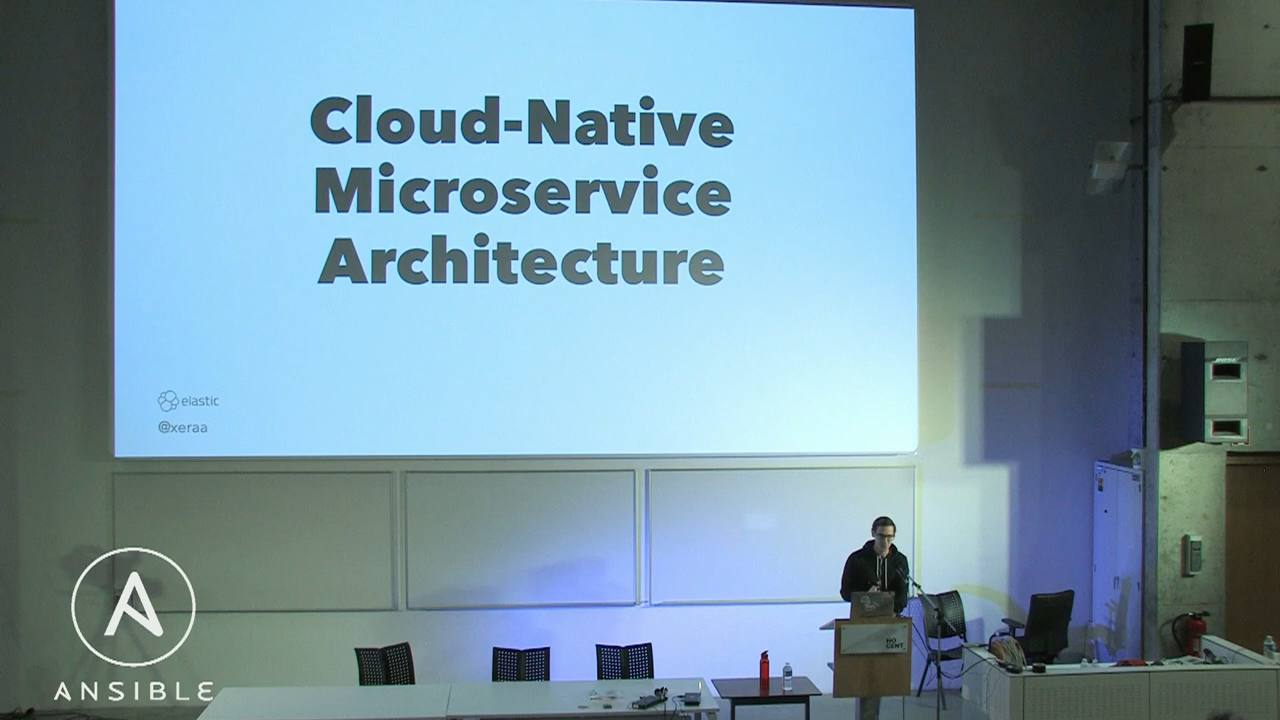 Cloud-Native
Microservice
Architecture
elastic
@xeraa
HO
GENT
ANSIBLE